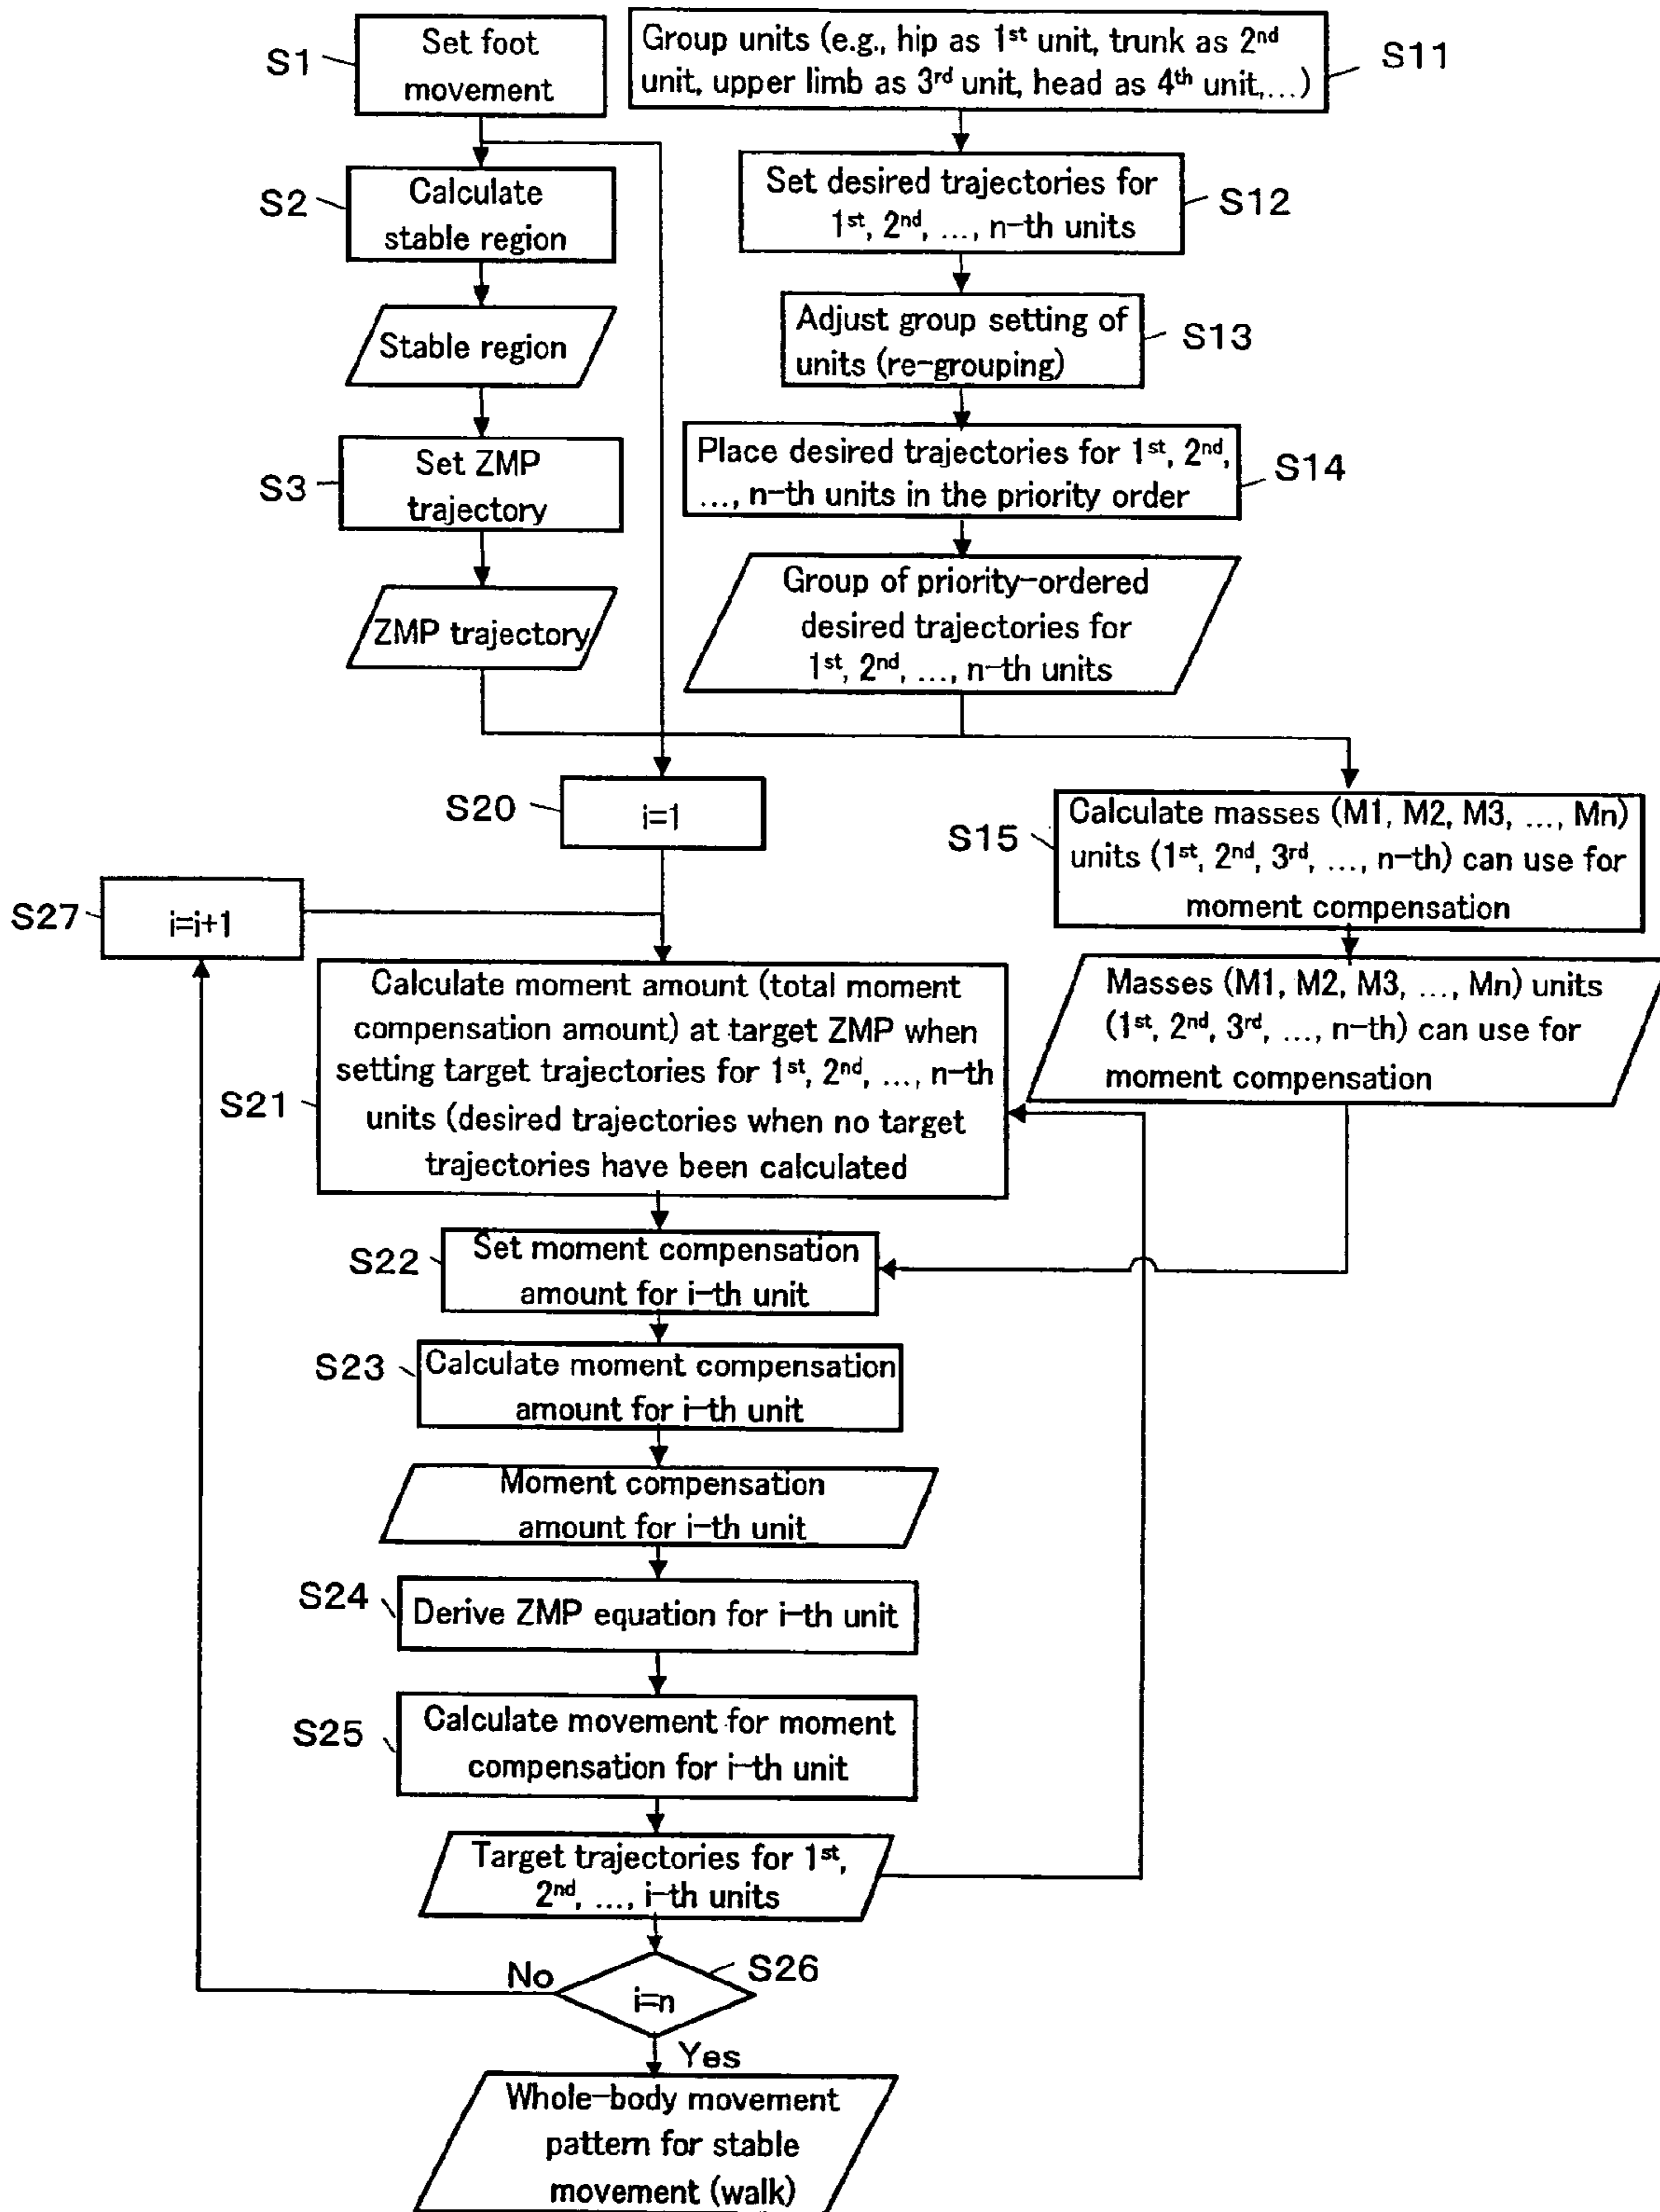 S1
Set foot
movement
Group units (e.g., hip as 1st unit, trunk as 2nd
unit, upper limb as 3rd unit, head as 4th unit,...)
S11
S2
Calculate
stable region
Set desired trajectories for
1st, 2nd, ..., n-th units
S12
Stable region
Adjust group setting of
units (re-grouping)
S13
S3
Set ZMP
trajectory
Place desired trajectories for 1st, 2nd,
..., n-th units in the priority order
S14
ZMP trajectory
Group of priority-ordered
desired trajectories for
1st, 2nd, ..., n-th units
S20
i=1
S15
Calculate masses (M1, M2, M3, ..., Mn)
units (1st, 2nd, 3rd, ..., n-th) can use for
moment compensation
S27
i=i+1
Masses (M1, M2, M3, ..., Mn) units
(1st, 2nd, 3rd, ..., n-th) can use for
moment compensation
S21
Calculate moment amount (total moment
compensation amount) at target ZMP when
setting target trajectories for 1st, 2nd, ..., n-th
units (desired trajectories when no target
trajectories have been calculated
S22
Set moment compensation
amount for i-th unit
S23
Calculate moment compensation
amount for i-th unit
Moment compensation
amount for i-th unit
S24
Derive ZMP equation for i-th unit
S25
Calculate movement for moment
compensation for i-th unit
Target trajectories for 1st,
2nd, ..., i-th units
No
S26
i=n
Yes
Whole-body movement
pattern for stable
movement (walk)